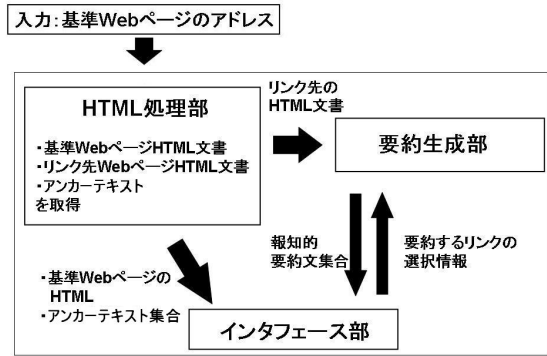 入力:基準Webページのアドレス
HTML処理部
・基準WebページHTML文書
・リンク先WebページHTML文書
・アンカーテキスト
を取得
リンク先の
HTML文書
要約生成部
報知的
要約文集合
要約するリンクの
選択情報
・基準Webページの
HTML
・アンカーテキスト集合
インタフェース部